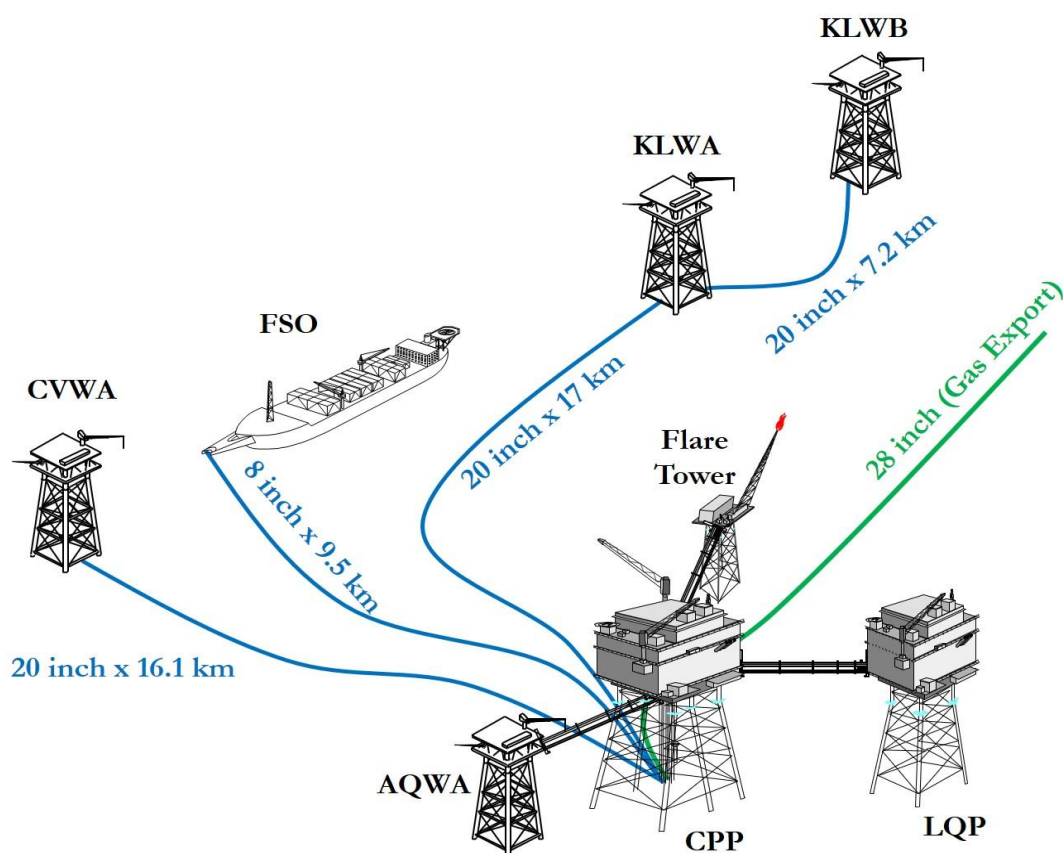 KLWB
KLWA
20 inch x 7.2 km
FSO
28 inch (Gas Export)
20 inch x 17 km
CVWA
Flare
Tower
8 inch x 9.5 km
20 inch x 16.1 km
AQWA
CPP
LQP